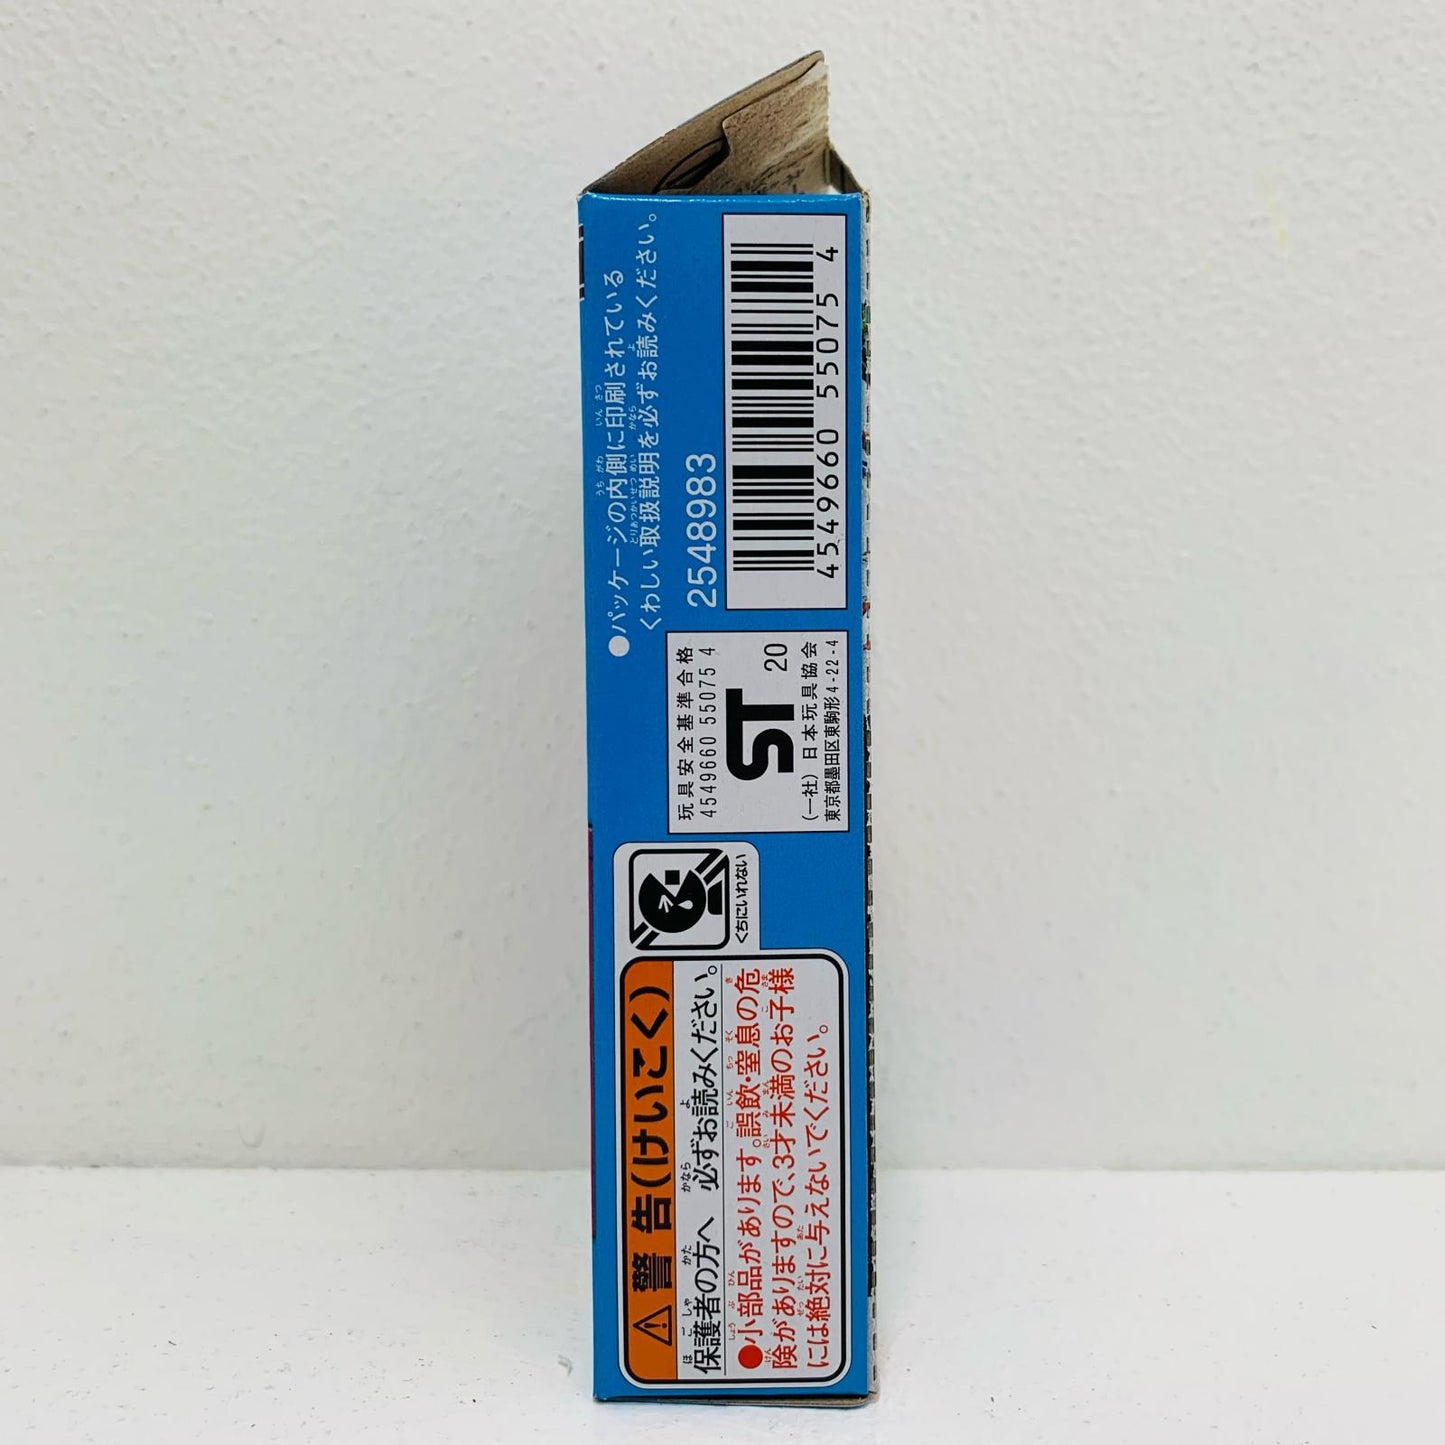 ●パッケージの内側に印刷されている
くわしい取扱説明を必ずお読みください。
2548983
4549660 550754
玩具安全基準合格
4549660 55075 4
ST 20
(一社) 日本玩具協会
東京都墨田区東駒形4-22-4
くちにいれない
⚠警告(けいこく)
保護者の方へ 必ずお読みください。
●小部品があります。誤飲・窒息の危
険がありますので、3才未満のお子様
には絶対に与えないでください。